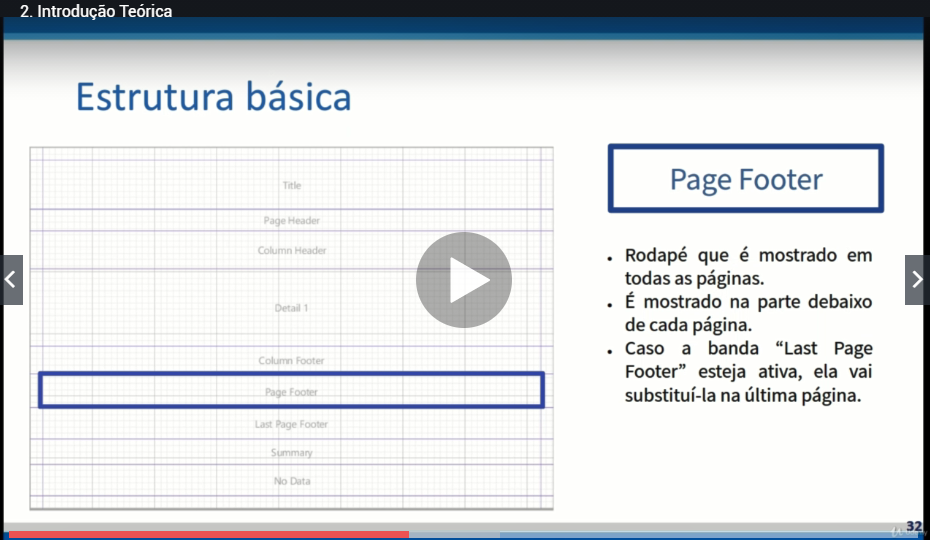 2. Introdução Teórica
Estrutura básica
Title
Page Header
Column Header
Detail 1
Column Footer
Page Footer
Last Page Footer
Summary
No Data
Page Footer
• Rodapé que é mostrado em
todas as páginas.
• É mostrado na parte debaixo
de cada página.
• Caso a banda “Last Page
Footer” esteja ativa, ela vai
substituí-la na última página.
32